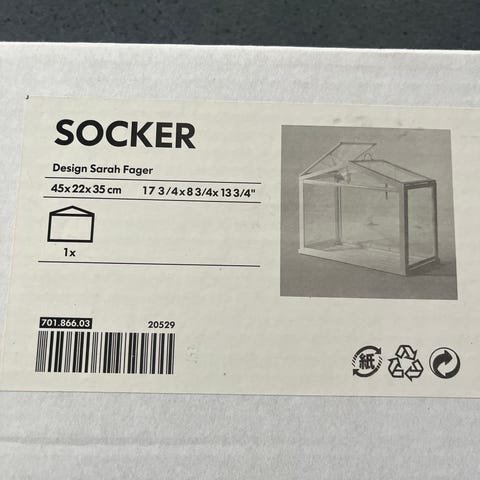 SOCKER
Design Sarah Fager
45x22x35 cm 17 3/4x8 3/4x13 3/4"
1x
701.866.03 20529
紙